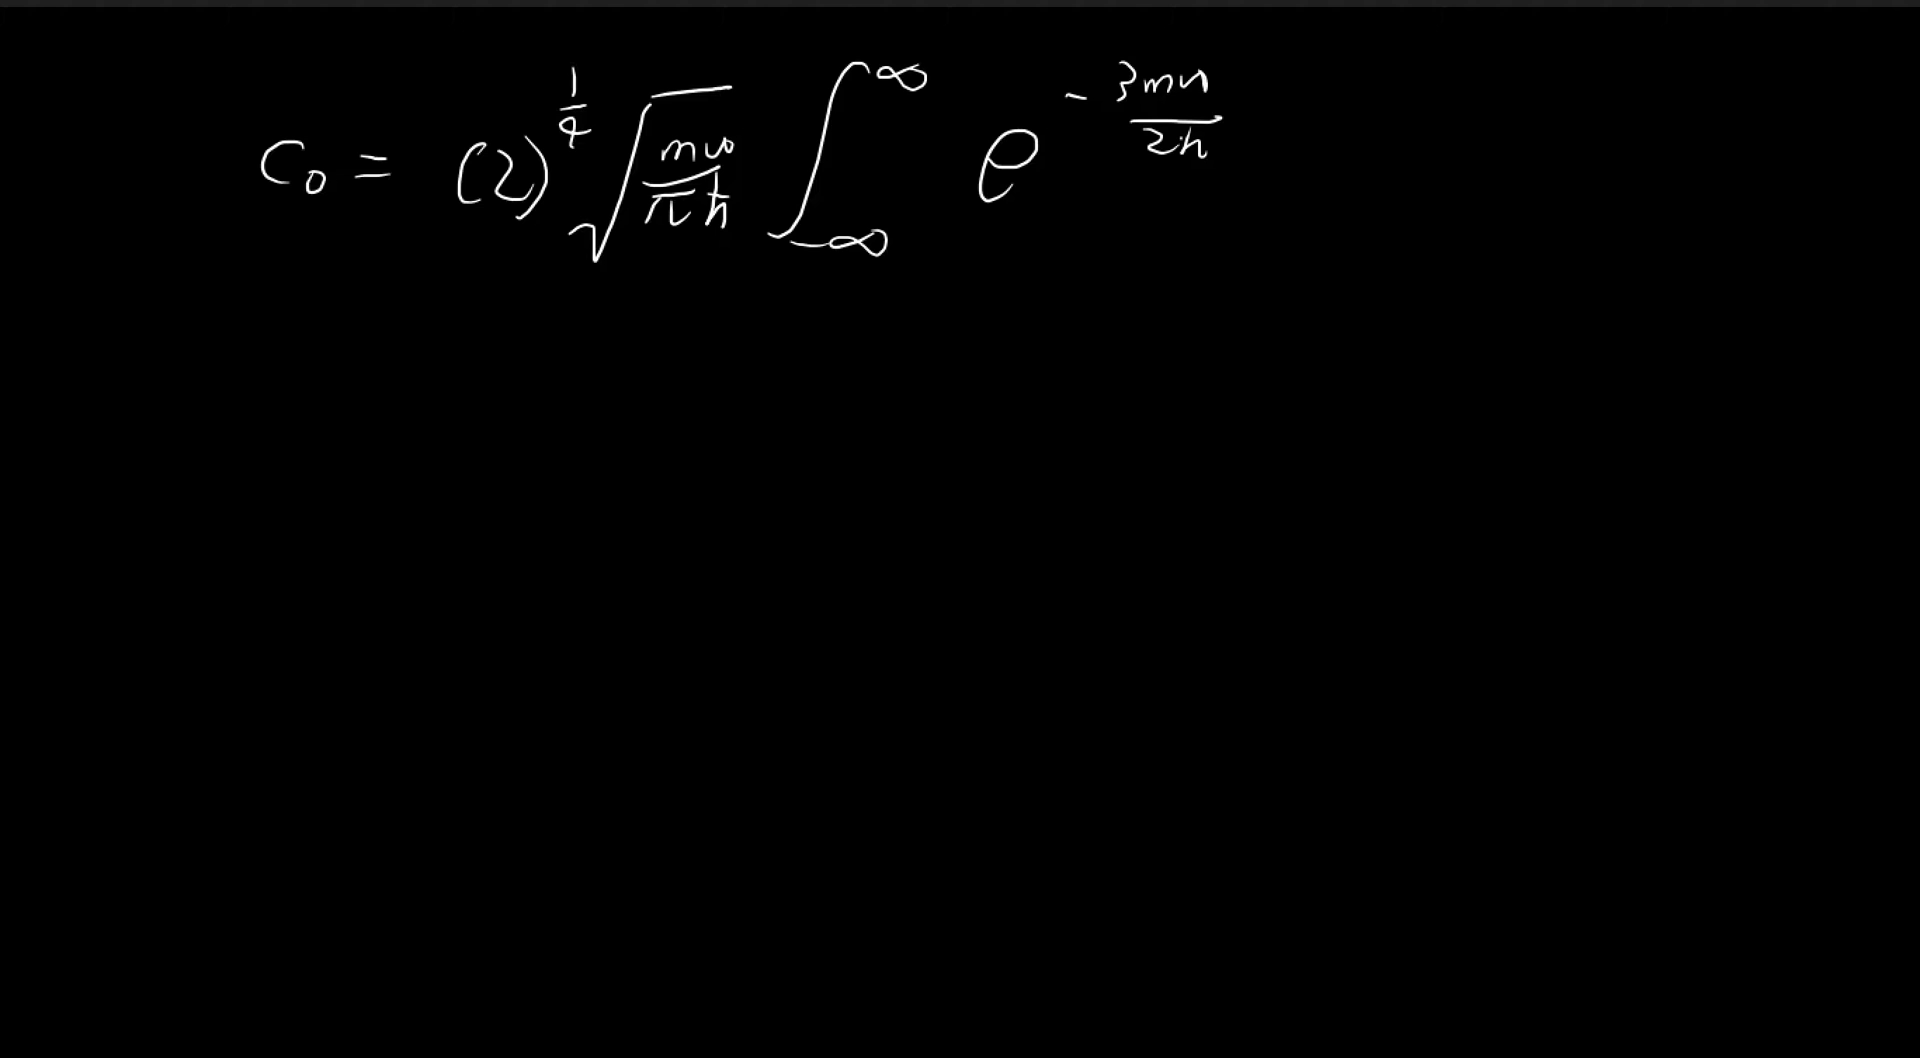 C₀ = (2)^{1/4} √(mω/πħ) ∫_{-∞}^{∞} e^{-3mω/2ħ}